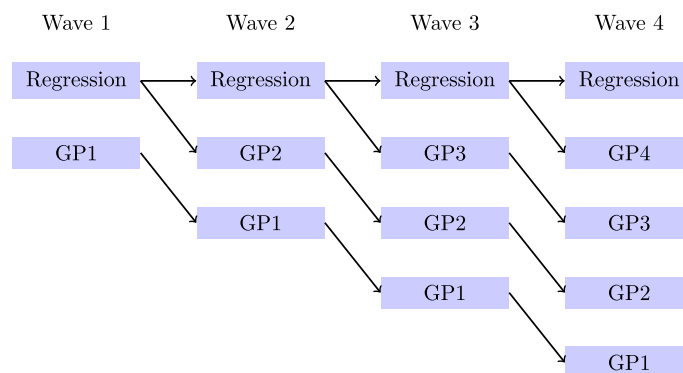 Wave 1 Wave 2 Wave 3 Wave 4
Regression Regression Regression Regression
GP1 GP2 GP3 GP4
GP1 GP2 GP3
GP1 GP2
GP1